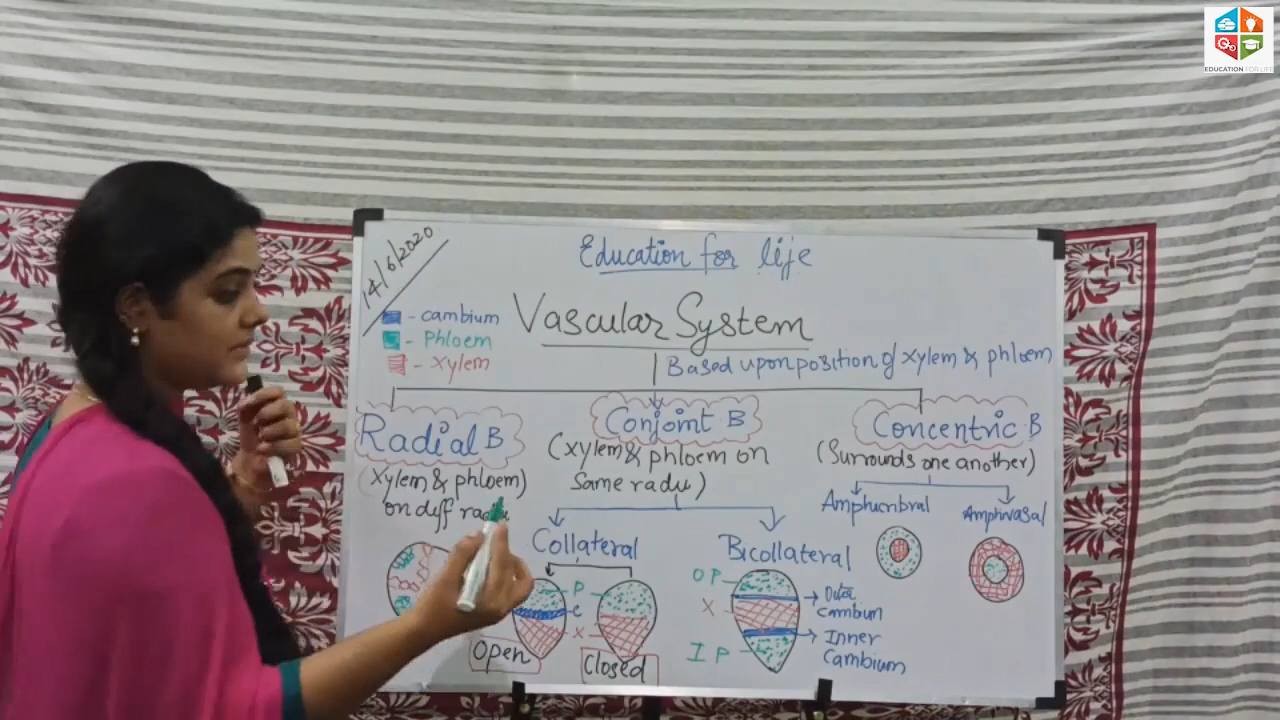 EDUCATION FOR LIFE
14/6/2020
Education for life
Vascular System
- cambium
- Phloem
- Xylem
Based upon position of xylem & phloem
Radial B
(xylem & phloem)
on diff
Conjoint B
(xylem & phloem on
same radii)
Concentric B
(Surrounds one another)
Collateral
Bicollateral
Amphicribral
Amphivasal
P
c
x
Open
Closed
OP
X
IP
Outer
cambium
Inner
Cambium